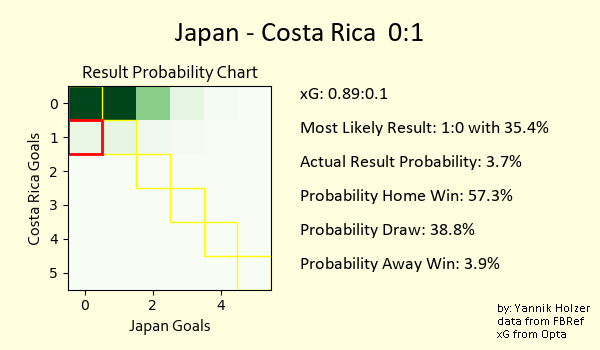 Japan - Costa Rica  0:1
Result Probability Chart
0
1
2
3
4
5
Costa Rica Goals
0
2
4
Japan Goals
xG: 0.89:0.1
Most Likely Result: 1:0 with 35.4%
Actual Result Probability: 3.7%
Probability Home Win: 57.3%
Probability Draw: 38.8%
Probability Away Win: 3.9%
by: Yannik Holzer
data from FBRef
xG from Opta